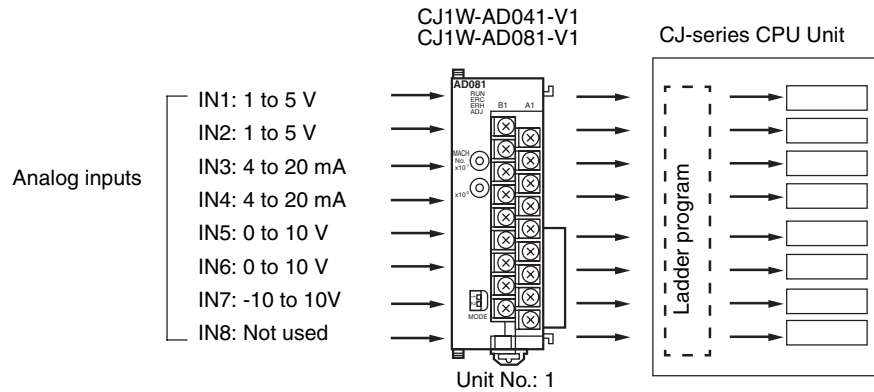 CJ1W-AD041-V1
CJ1W-AD081-V1
CJ-series CPU Unit
Analog inputs
IN1: 1 to 5 V
IN2: 1 to 5 V
IN3: 4 to 20 mA
IN4: 4 to 20 mA
IN5: 0 to 10 V
IN6: 0 to 10 V
IN7: -10 to 10V
IN8: Not used
AD081
RUN
ERC
ERH
ADJ
B1 A1
MACH
No.
x10¹
x10⁰
MODE
Ladder program
Unit No.: 1